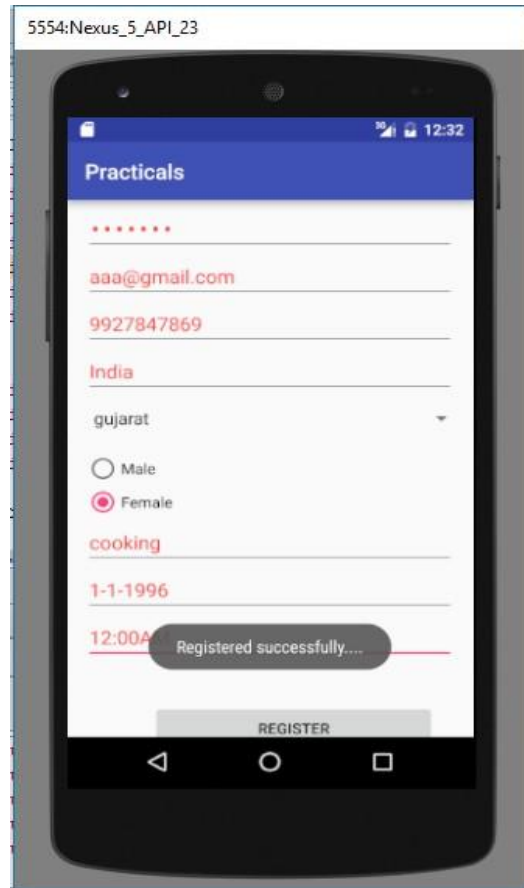 5554:Nexus_5_API_23
12:32
Practicals
•••••••
aaa@gmail.com
9927847869
India
gujarat
Male
Female
cooking
1-1-1996
12:00A
Registered successfully....
REGISTER